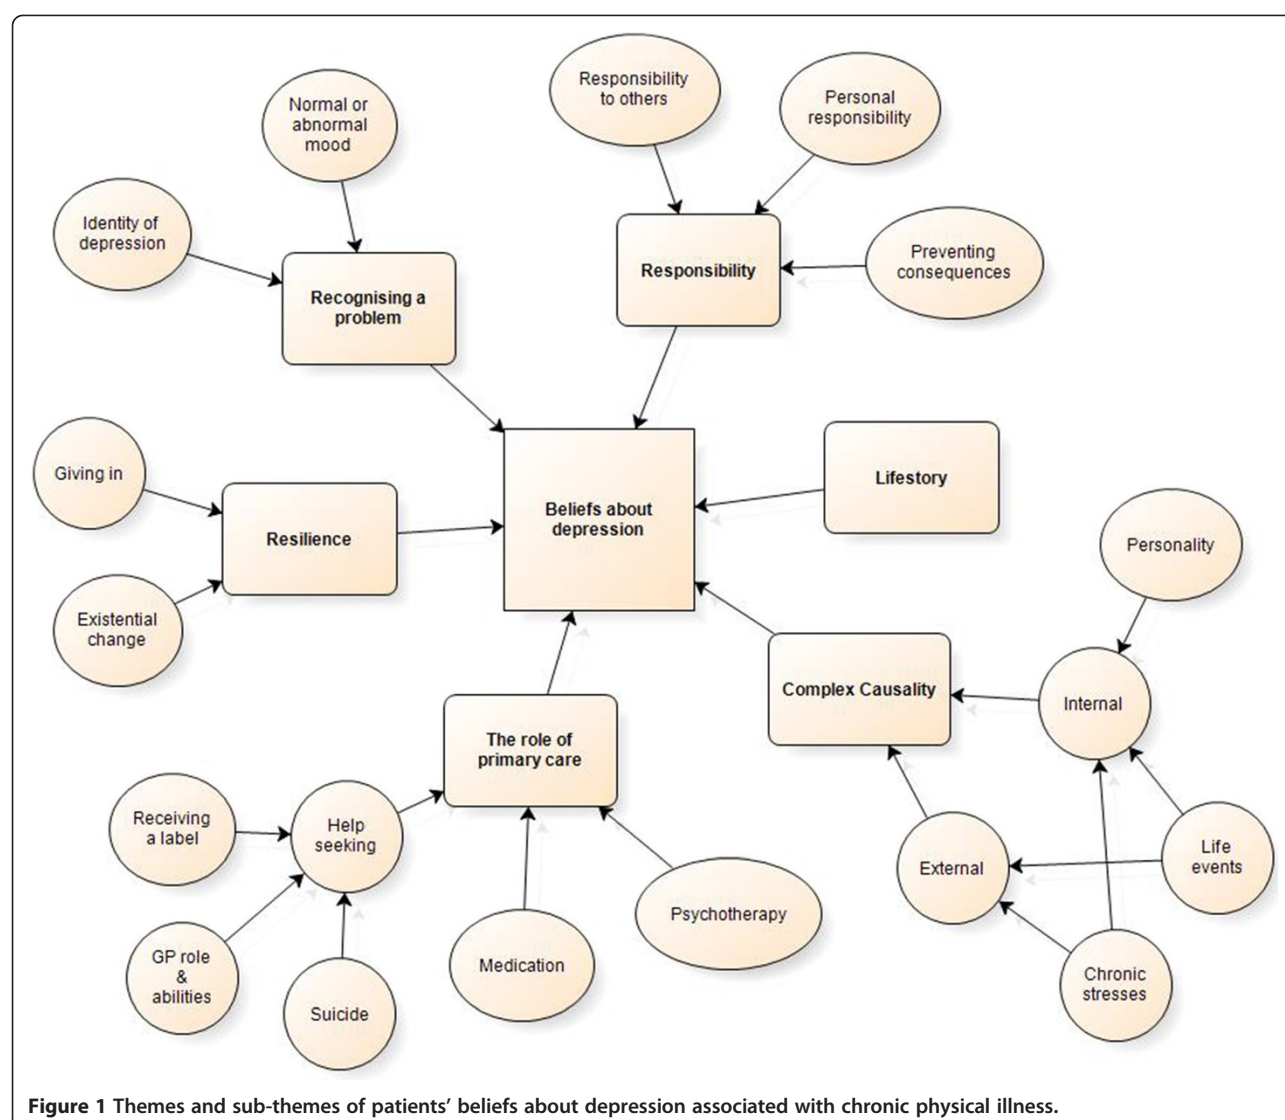 Normal or
abnormal
mood
Responsibility
to others
Personal
responsibility
Identity of
depression
Recognising a
problem
Responsibility
Preventing
consequences
Giving in
Resilience
Beliefs about
depression
Lifestory
Personality
Existential
change
Complex Causality
Internal
The role of
primary care
Receiving
a label
Help
seeking
External
Life
events
Psychotherapy
GP role
&
abilities
Suicide
Medication
Chronic
stresses
Figure 1 Themes and sub-themes of patients’ beliefs about depression associated with chronic physical illness.